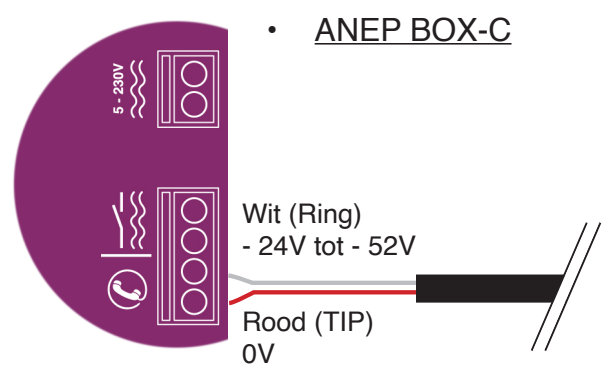 • ANEP BOX-C
5 - 230V
Wit (Ring)
- 24V tot - 52V
Rood (TIP)
0V